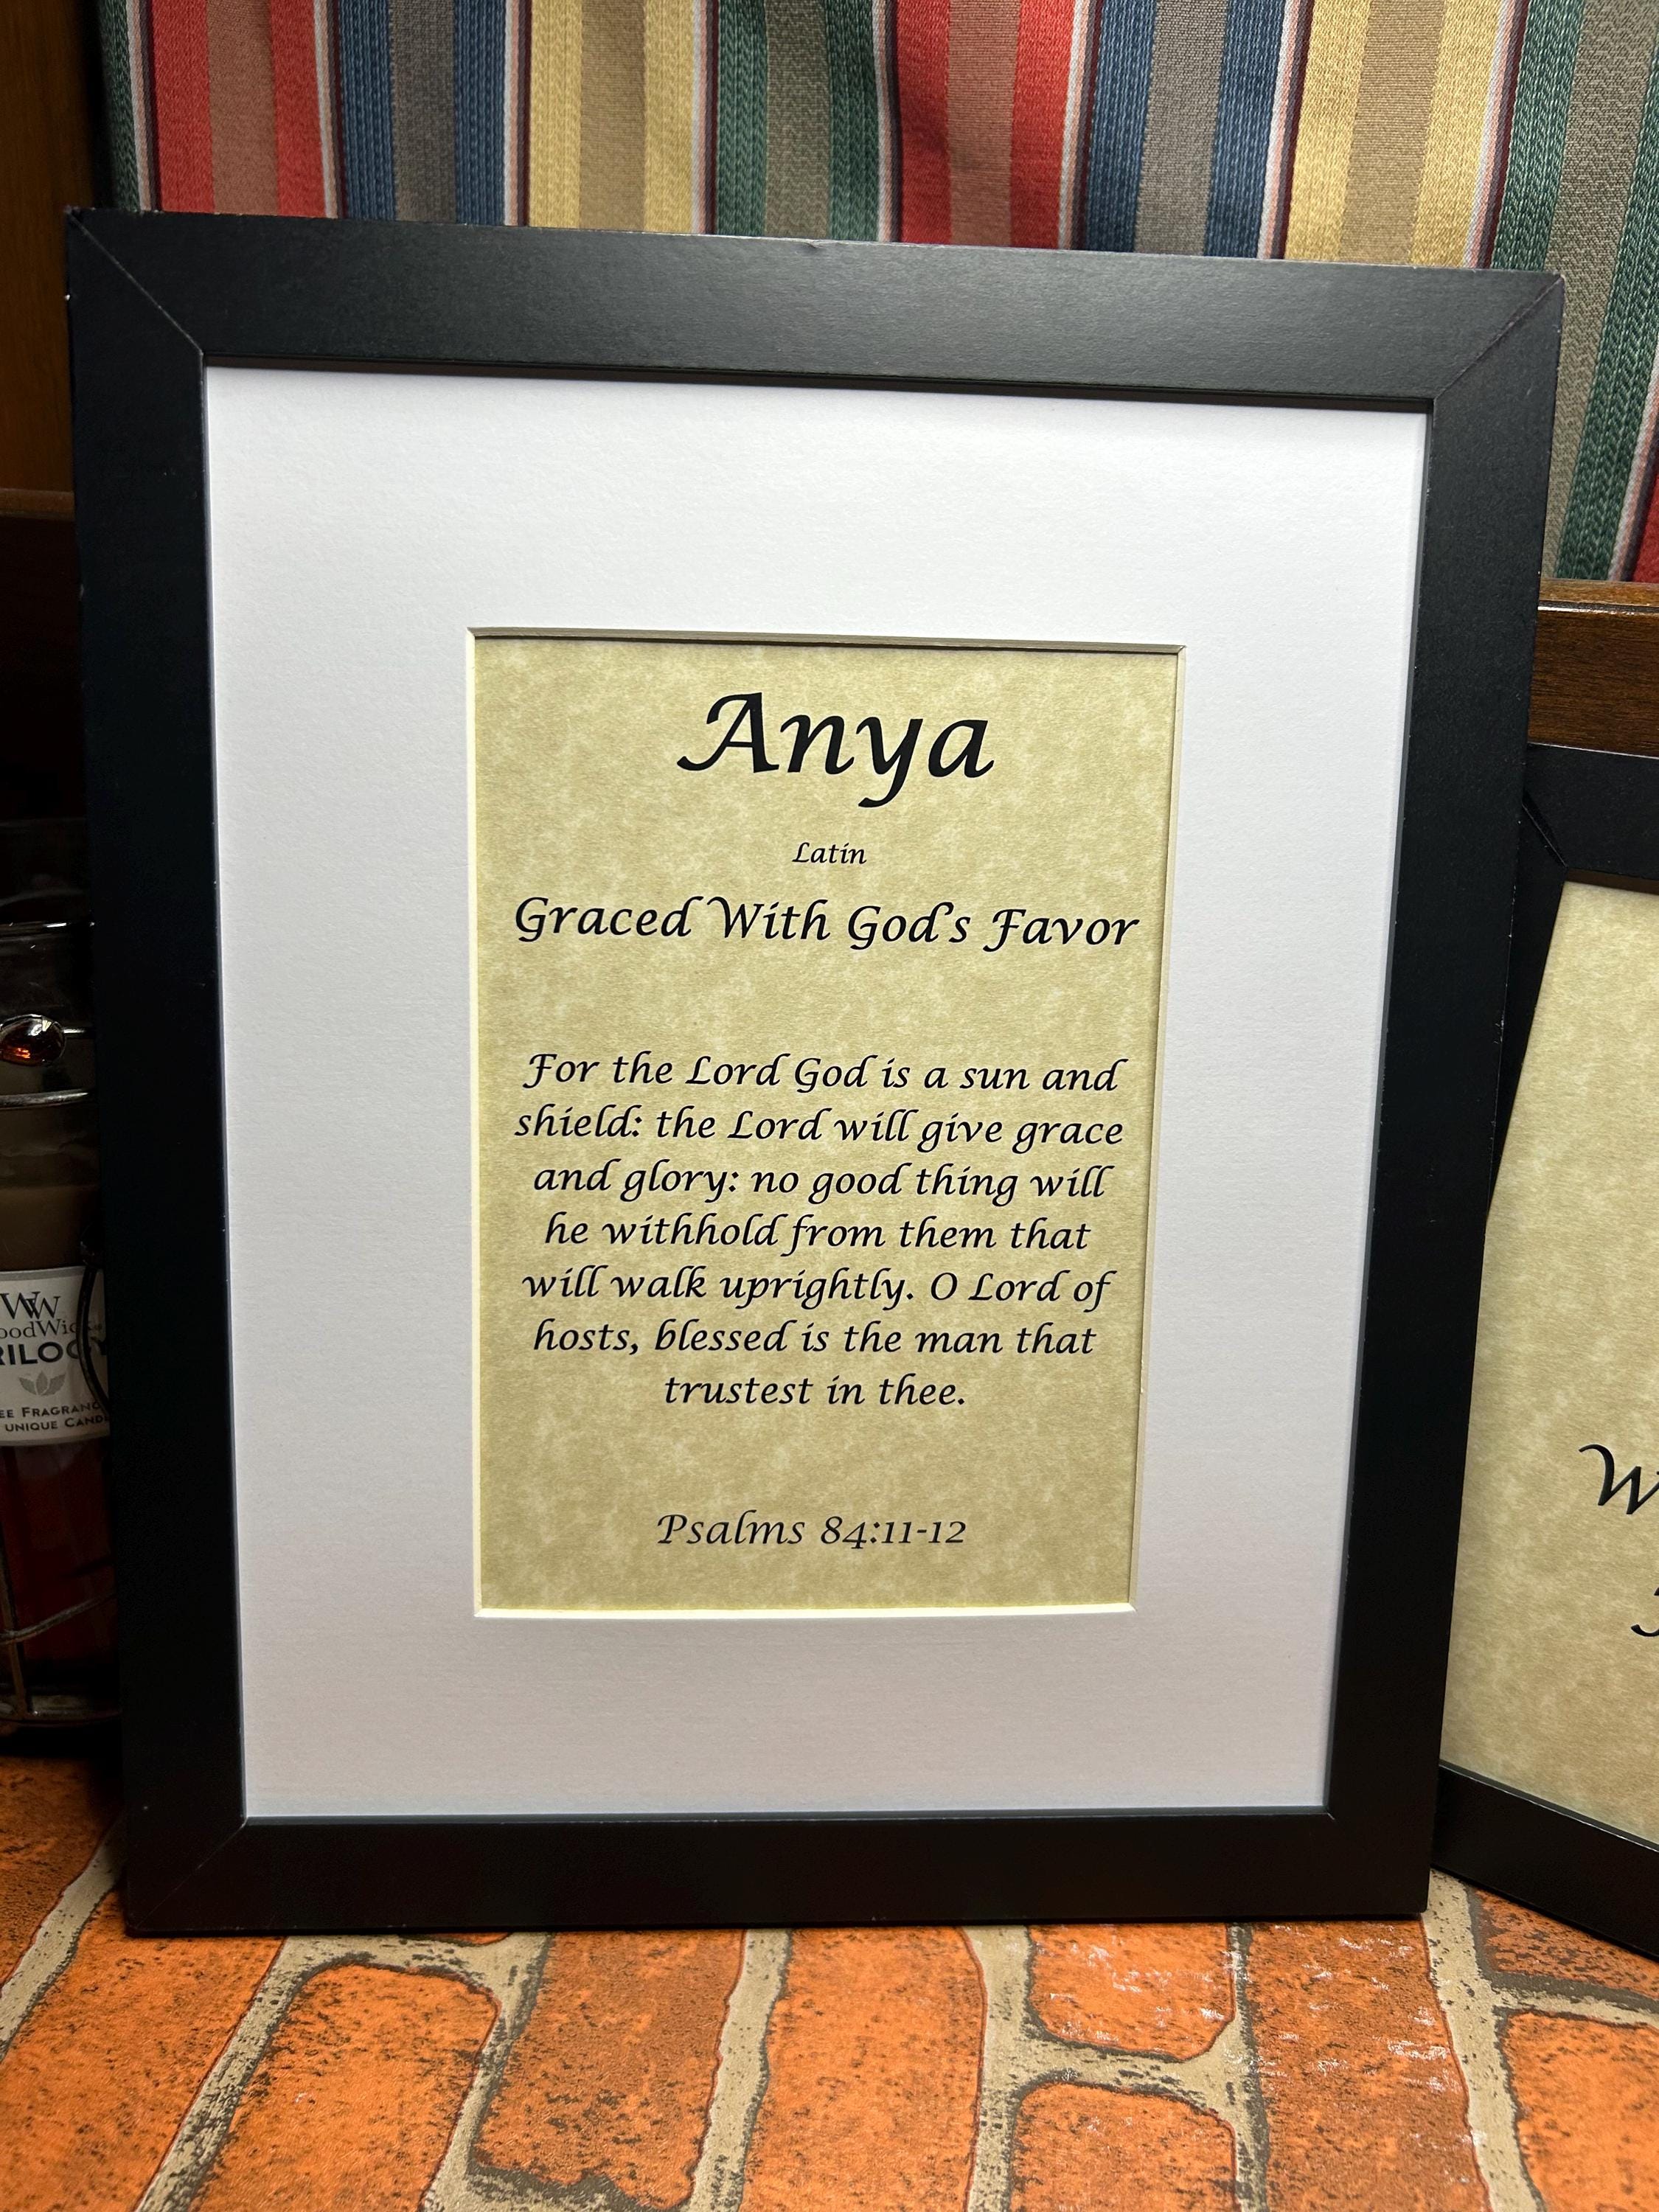 Anya
Latin
Graced With God's Favor
For the Lord God is a sun and
shield: the Lord will give grace
and glory: no good thing will
he withhold from them that
will walk uprightly. O Lord of
hosts, blessed is the man that
trustest in thee.
Psalms 84:11-12
WW